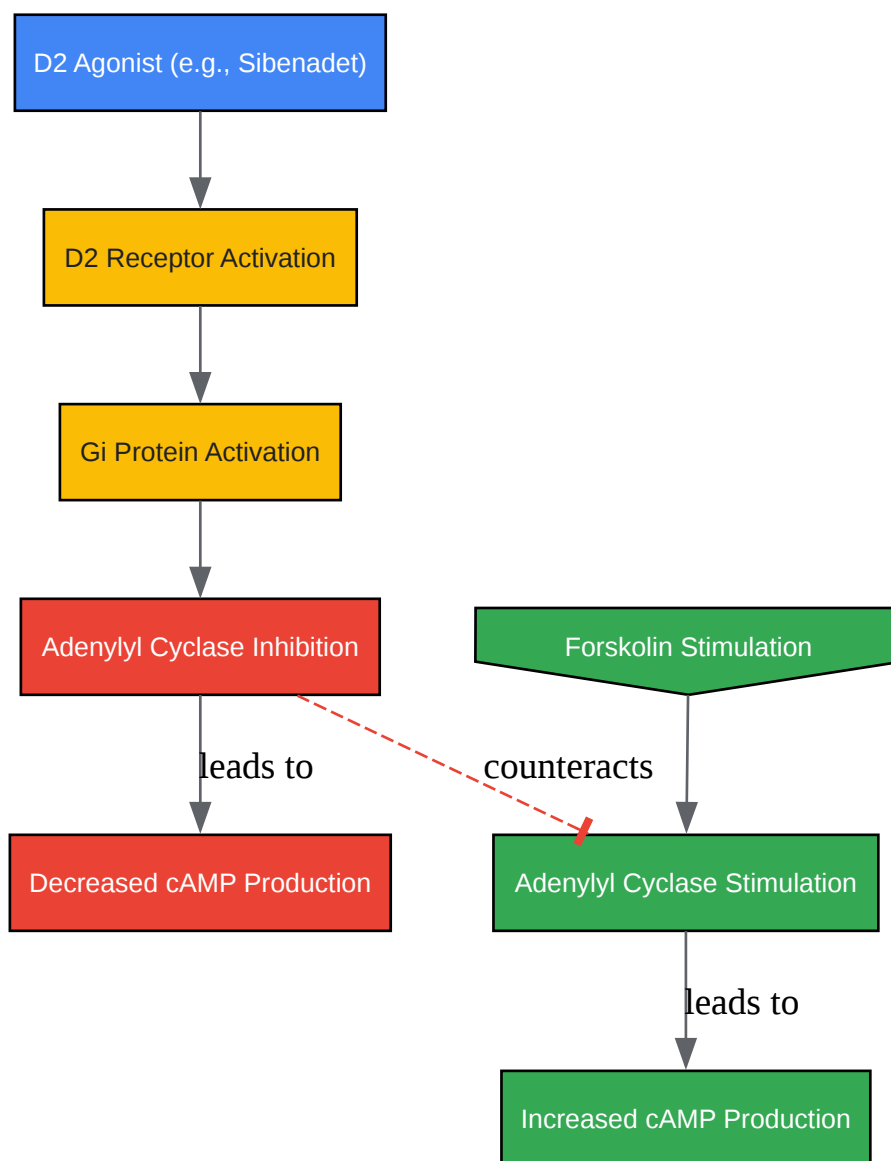 D2 Agonist (e.g., Sibenadet)
D2 Receptor Activation
Gi Protein Activation
Adenylyl Cyclase Inhibition
Forskolin Stimulation
leads to
counteracts
Decreased cAMP Production
Adenylyl Cyclase Stimulation
leads to
Increased cAMP Production